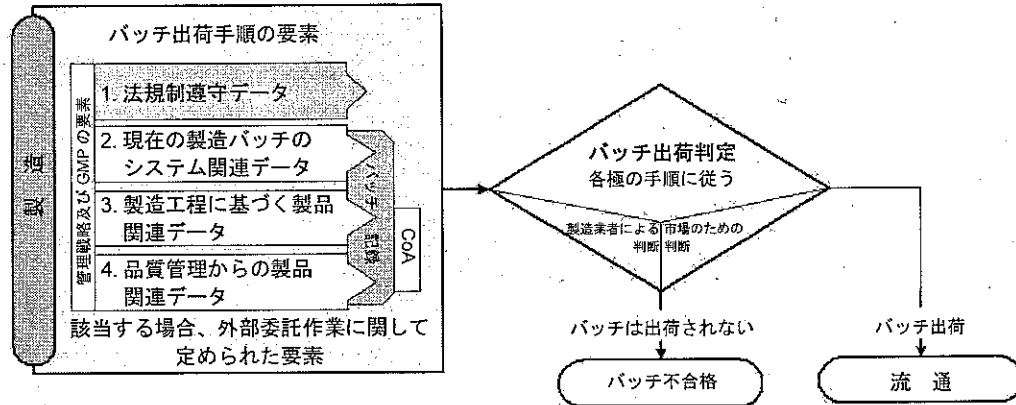 製造
バッチ出荷手順の要素
管理戦略及び GMP の要素
1. 法規制遵守データ
2. 現在の製造バッチの
システム関連データ
3. 製造工程に基づく製品
関連データ
4. 品質管理からの製品
関連データ
バッチ記録
CoA
該当する場合、外部委託作業に関して
定められた要素
バッチ出荷判定
各極の手順に従う
製造業者による
判断
市場のための
判断
バッチは出荷されない
バッチ出荷
バッチ不合格
流 通